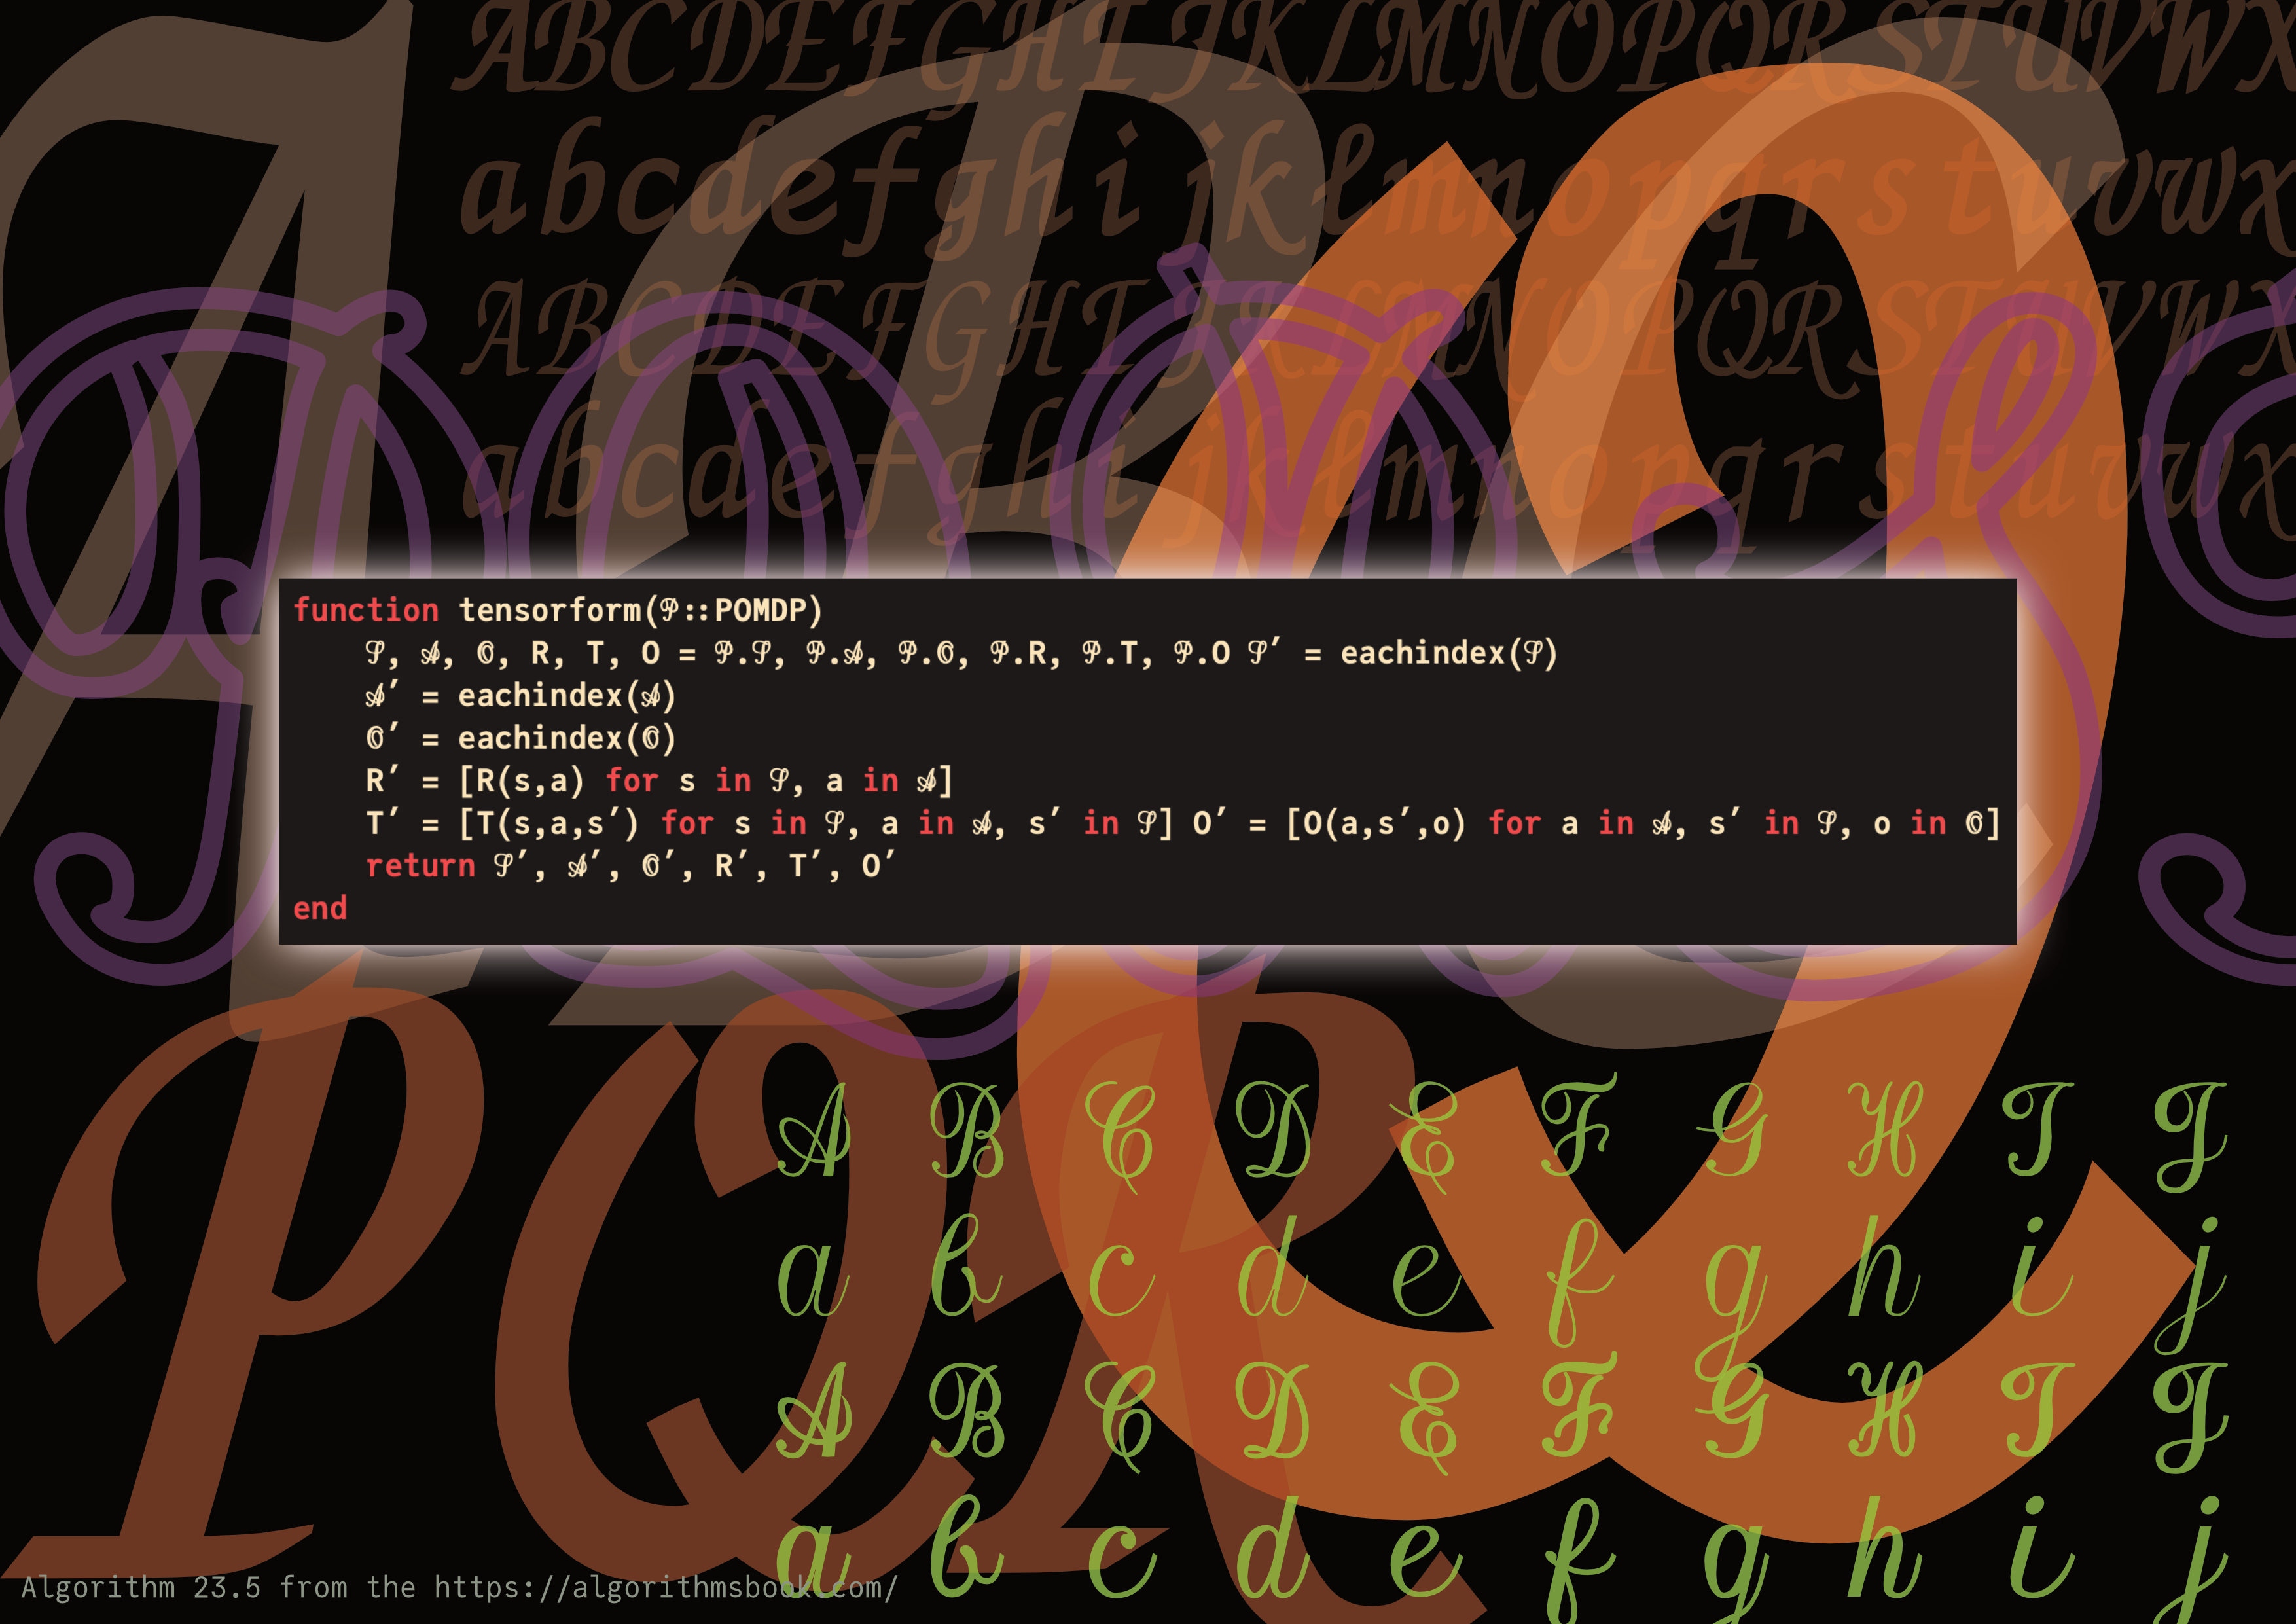 ABCDEFGHIJKLMNOPQRSTUVWX
abcdefghijklmnopqrstuvwx
ABCDEFGHIJKLMNOPQRSTUVWX
abcdefghijklmnopqrstuvwx
function tensorform(𝒫::POMDP)
    𝒮, 𝒜, 𝒪, R, T, O = 𝒫.𝒮, 𝒫.𝒜, 𝒫.𝒪, 𝒫.R, 𝒫.T, 𝒫.O 𝒮′ = eachindex(𝒮)
    𝒜′ = eachindex(𝒜)
    𝒪′ = eachindex(𝒪)
    R′ = [R(s,a) for s in 𝒮, a in 𝒜]
    T′ = [T(s,a,s′) for s in 𝒮, a in 𝒜, s′ in 𝒮] O′ = [O(a,s′,o) for a in 𝒜, s′ in 𝒮, o in 𝒪]
    return 𝒮′, 𝒜′, 𝒪′, R′, T′, O′
end
PQR
A B C D E F G H I J
a b c d e f g h i j
A B C D E F G H I J
a b c d e f g h i j
Algorithm 23.5 from the https://algorithmsbook.com/